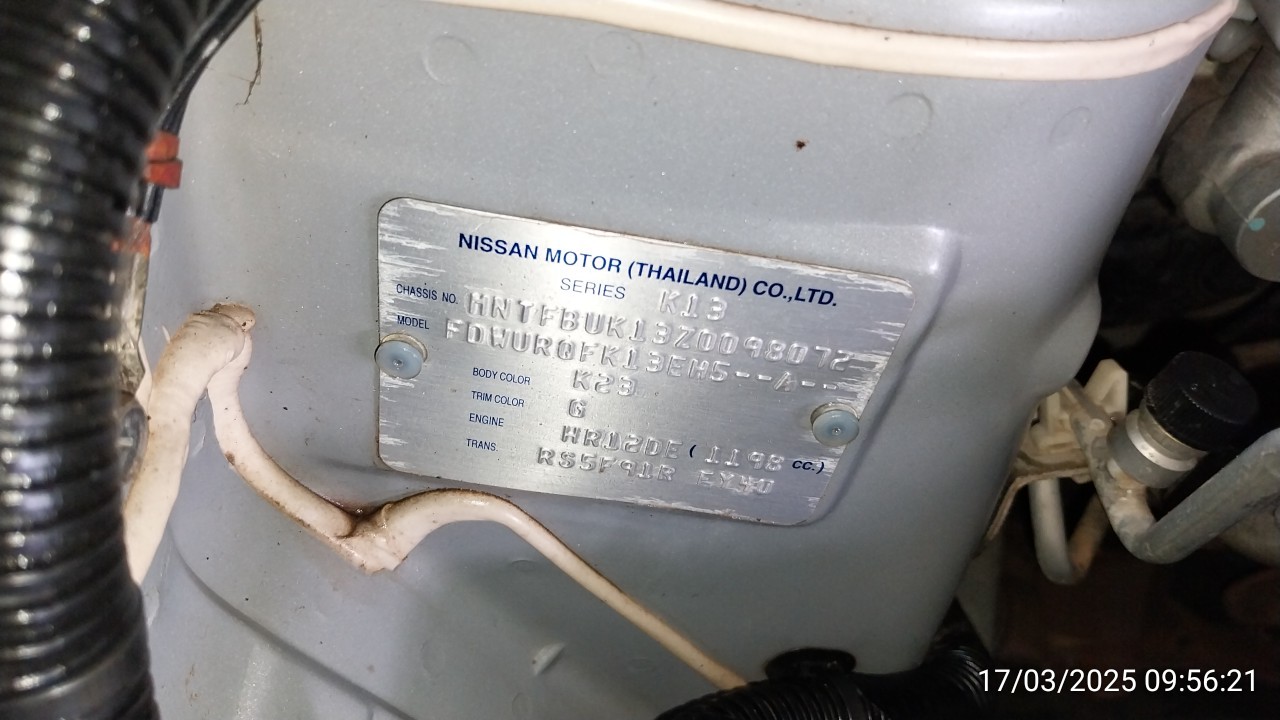 NISSAN MOTOR (THAILAND) CO.,LTD.
SERIES K13
CHASSIS NO. MNTFBUK13Z0098072
MODEL FDWURQFK13EH5--A--
BODY COLOR K23
TRIM COLOR G
ENGINE HR12DE ( 1198 CC.)
TRANS. RS5F91R EY40
17/03/2025 09:56:21